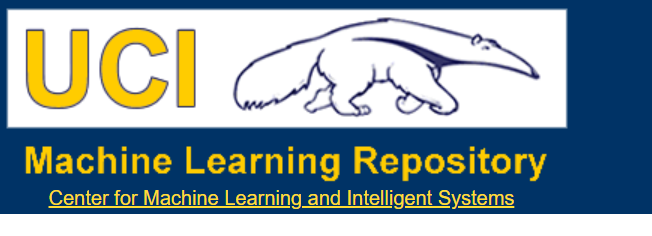 UCI
Machine Learning Repository
Center for Machine Learning and Intelligent Systems